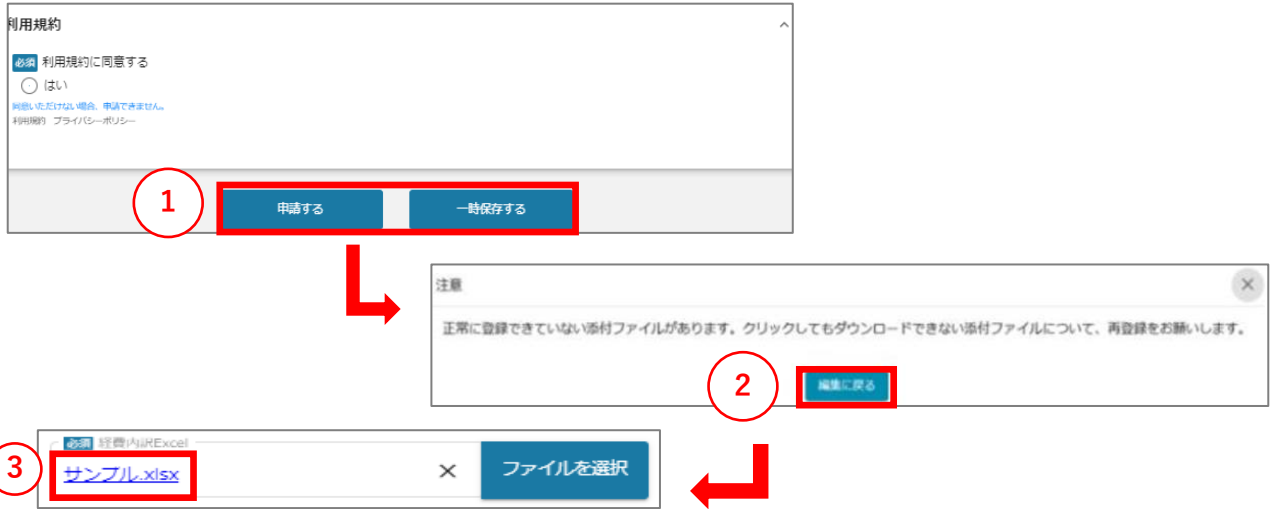 利用規約
必須 利用規約に同意する
はい
同意いただけない場合、申請できません。
利用規約 プライバシーポリシー
1
申請する
一時保存する
注意
正常に登録できていない添付ファイルがあります。クリックしてもダウンロードできない添付ファイルについて、再登録をお願いします。
2
編集に戻る
必須 経費内訳Excel
3
サンプル.xlsx
ファイルを選択